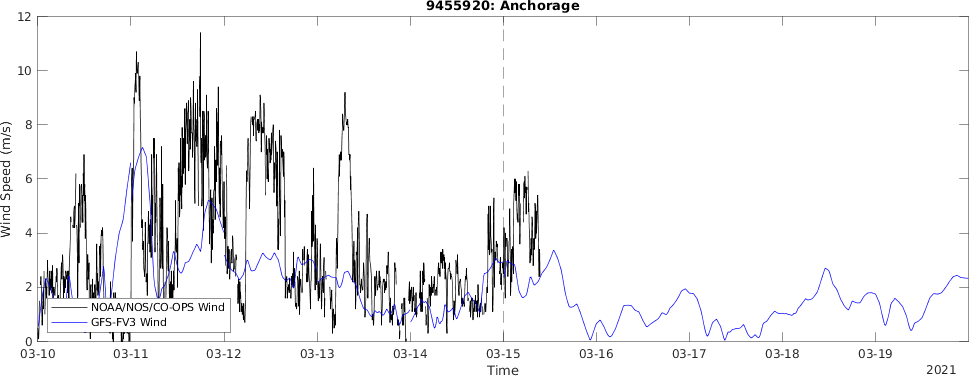 9455920: Anchorage
12
10
8
6
4
2
0
Wind Speed (m/s)
NOAA/NOS/CO-OPS Wind
GFS-FV3 Wind
03-10 03-11 03-12 03-13 03-14 03-15 03-16 03-17 03-18 03-19
Time
2021